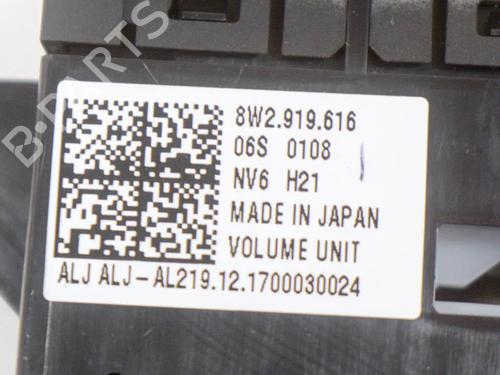 B-PARTS
8W2.919.616
06S 0108
NV6 H21
MADE IN JAPAN
VOLUME UNIT
ALJ ALJ-AL219.12.1700030024